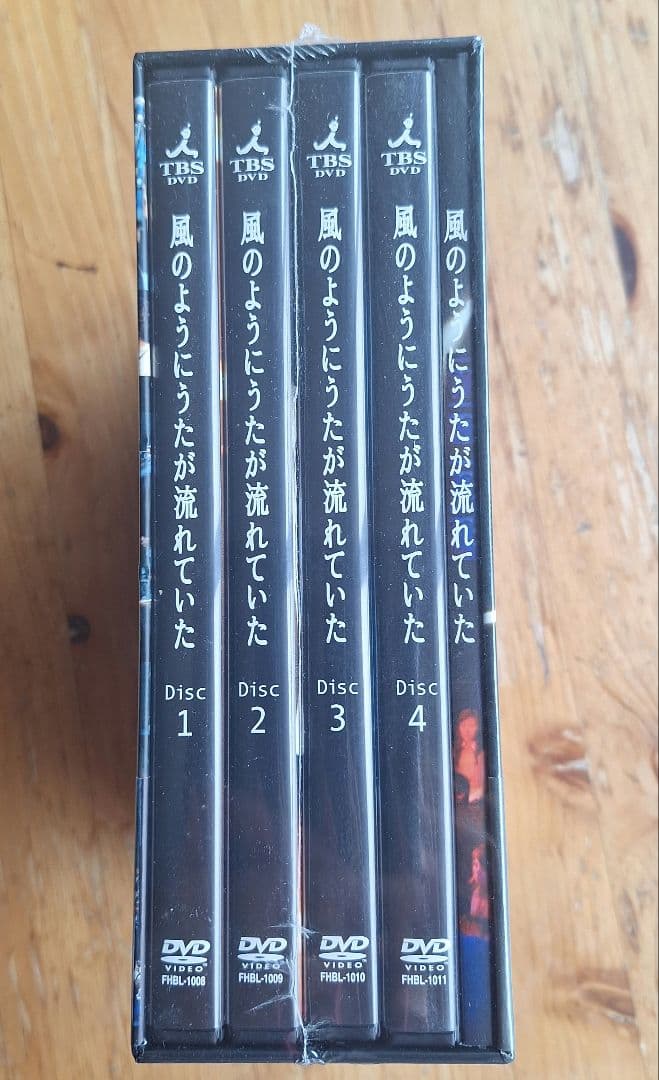 TBS
DVD
風のようにうたが流れていた
Disc
1
DVD
VIDEO
FHBL-1008
TBS
DVD
風のようにうたが流れていた
Disc
2
DVD
VIDEO
FHBL-1009
TBS
DVD
風のようにうたが流れていた
Disc
3
DVD
VIDEO
FHBL-1010
TBS
DVD
風のようにうたが流れていた
Disc
4
DVD
VIDEO
FHBL-1011
風のようにうたが流れていた